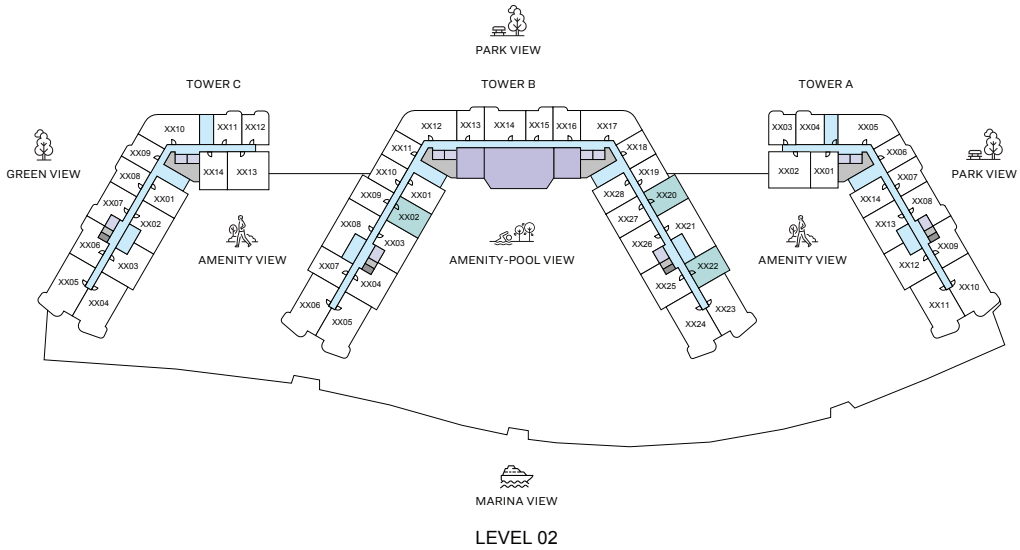 PARK VIEW
TOWER C
TOWER B
TOWER A
GREEN VIEW
PARK VIEW
XX10
XX11
XX12
XX09
XX08
XX07
XX06
XX05
XX04
XX03
XX02
XX01
XX14
XX13
AMENITY VIEW
XX12
XX13
XX14
XX15
XX16
XX17
XX11
XX10
XX09
XX08
XX07
XX06
XX05
XX04
XX03
XX02
XX01
XX18
XX19
XX20
XX21
XX22
XX23
XX24
XX25
XX26
XX27
XX28
AMENITY-POOL VIEW
XX03
XX04
XX05
XX02
XX01
XX06
XX07
XX08
XX09
XX10
XX11
XX12
XX13
XX14
AMENITY VIEW
MARINA VIEW
LEVEL 02